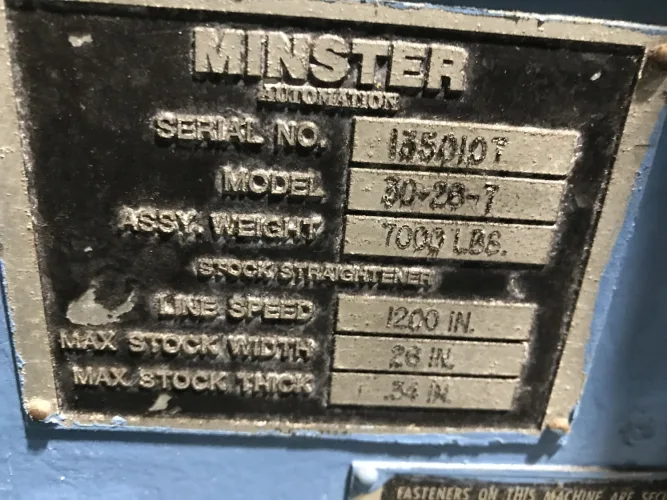 MINSTER
AUTOMATION
SERIAL NO. 135010T
MODEL 30-28-7
ASSY. WEIGHT 7000 LBS.
STOCK STRAIGHTENER
LINE SPEED 1200 IN.
MAX STOCK WIDTH 28 IN.
MAX STOCK THICK .34 IN.
FASTENERS ON THIS MACHINE ARE